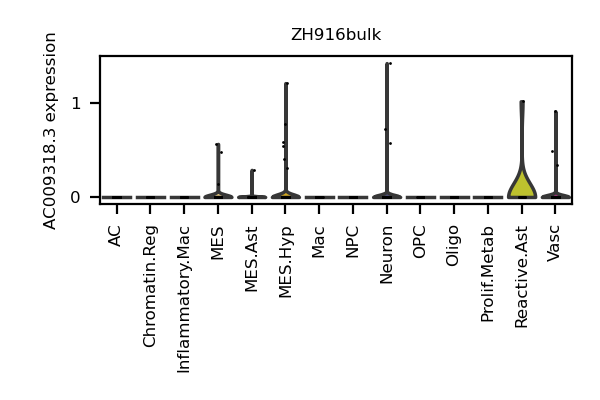 ZH916bulk
AC009318.3 expression
1
0
AC
Chromatin.Reg
Inflammatory.Mac
MES
MES.Ast
MES.Hyp
Mac
NPC
Neuron
OPC
Oligo
Prolif.Metab
Reactive.Ast
Vasc